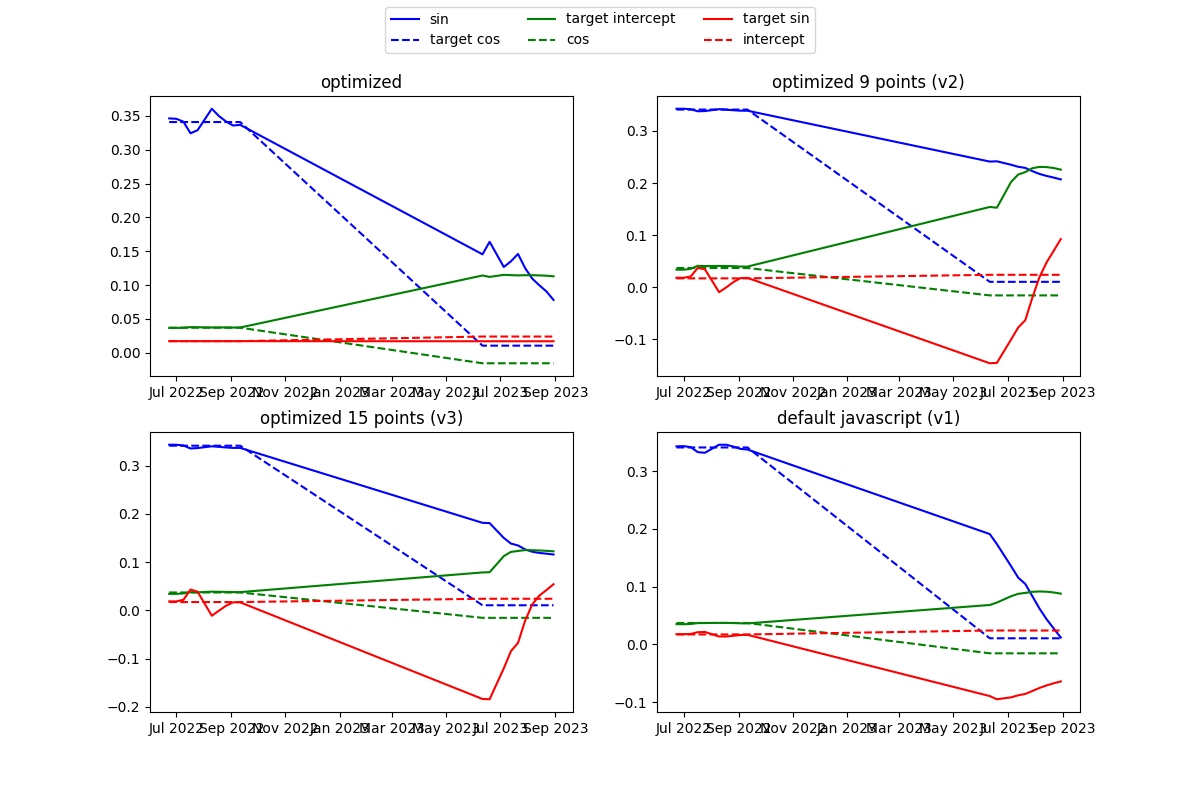 sin target intercept target sin
target cos cos intercept
optimized
0.35
0.30
0.25
0.20
0.15
0.10
0.05
0.00
Jul 2022 Sep 2022 Nov 2022 Jan 2023 Mar 2023 May 2023 Jul 2023 Sep 2023
optimized 9 points (v2)
0.3
0.2
0.1
0.0
−0.1
Jul 2022 Sep 2022 Nov 2022 Jan 2023 Mar 2023 May 2023 Jul 2023 Sep 2023
optimized 15 points (v3)
0.3
0.2
0.1
0.0
−0.1
−0.2
Jul 2022 Sep 2022 Nov 2022 Jan 2023 Mar 2023 May 2023 Jul 2023 Sep 2023
default javascript (v1)
0.3
0.2
0.1
0.0
−0.1
Jul 2022 Sep 2022 Nov 2022 Jan 2023 Mar 2023 May 2023 Jul 2023 Sep 2023